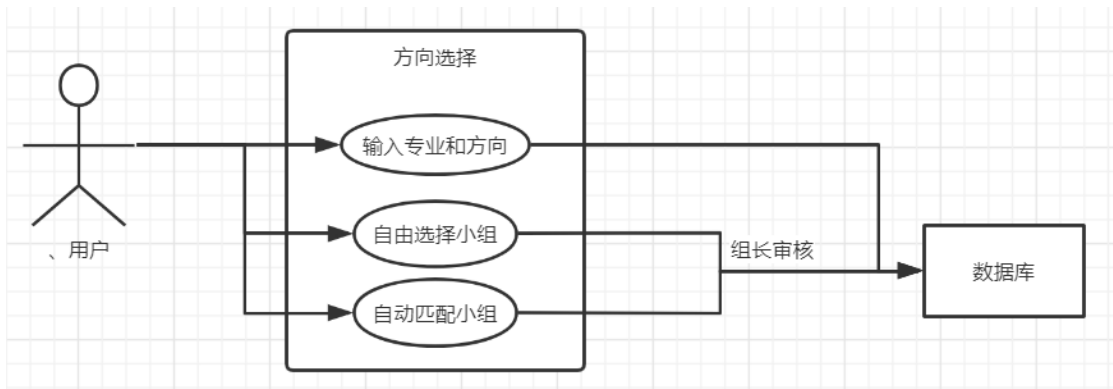 方向选择
输入专业和方向
自由选择小组
、用户
组长审核
数据库
自动匹配小组